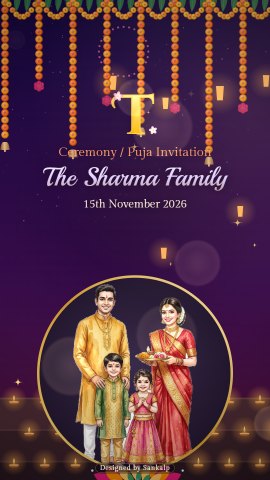 T
Ceremony / Puja Invitation
The Sharma Family
15th November 2026
Designed by Sankalp